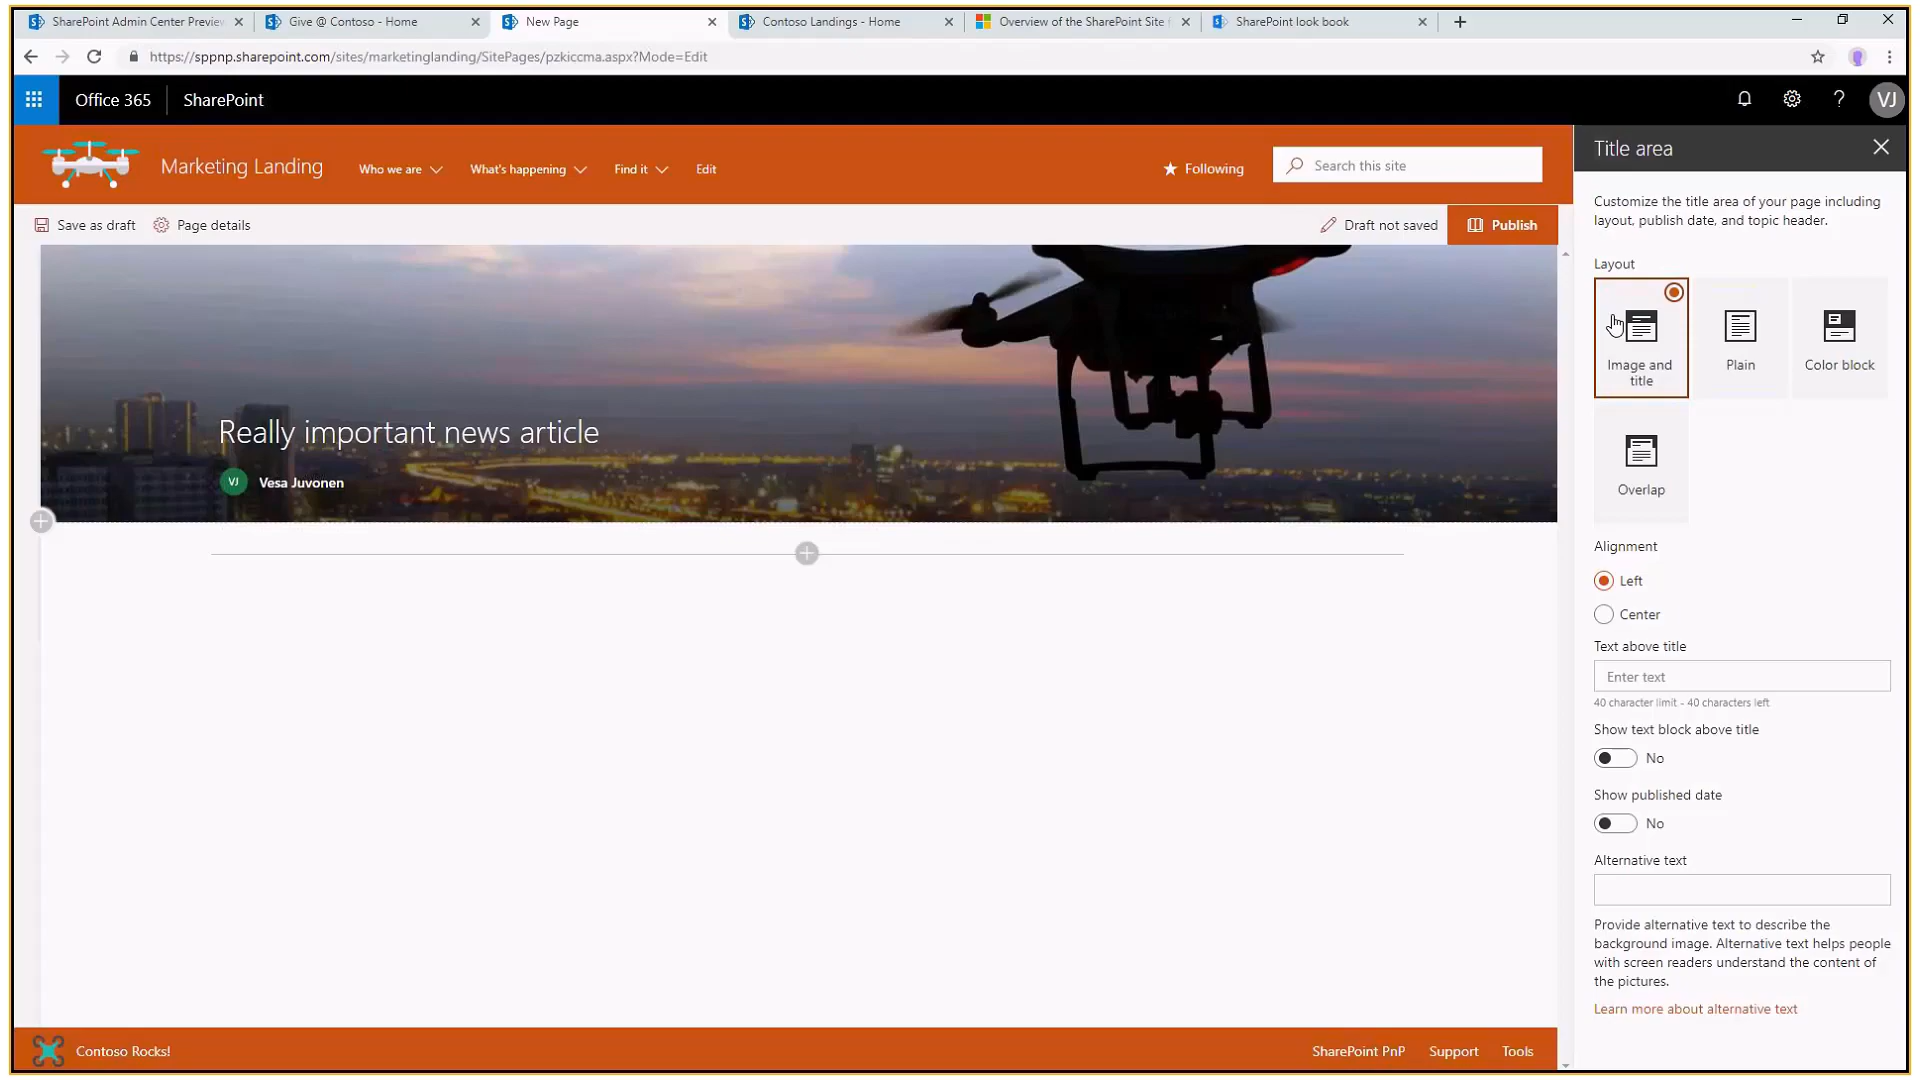 SharePoint Admin Center Preview
Give @ Contoso - Home
New Page
Contoso Landings - Home
Overview of the SharePoint Site
SharePoint look book
https://sppnp.sharepoint.com/sites/marketinglanding/SitePages/pzkiccma.aspx?Mode=Edit
Office 365
SharePoint
VJ
Marketing Landing
Who we are
What's happening
Find it
Edit
Following
Search this site
Save as draft
Page details
Draft not saved
Publish
Really important news article
VJ
Vesa Juvonen
Title area
Customize the title area of your page including
layout, publish date, and topic header.
Layout
Image and
title
Plain
Color block
Overlap
Alignment
Left
Center
Text above title
Enter text
40 character limit - 40 characters left
Show text block above title
No
Show published date
No
Alternative text
Provide alternative text to describe the
background image. Alternative text helps people
with screen readers understand the content of
the pictures.
Learn more about alternative text
Contoso Rocks!
SharePoint PnP
Support
Tools